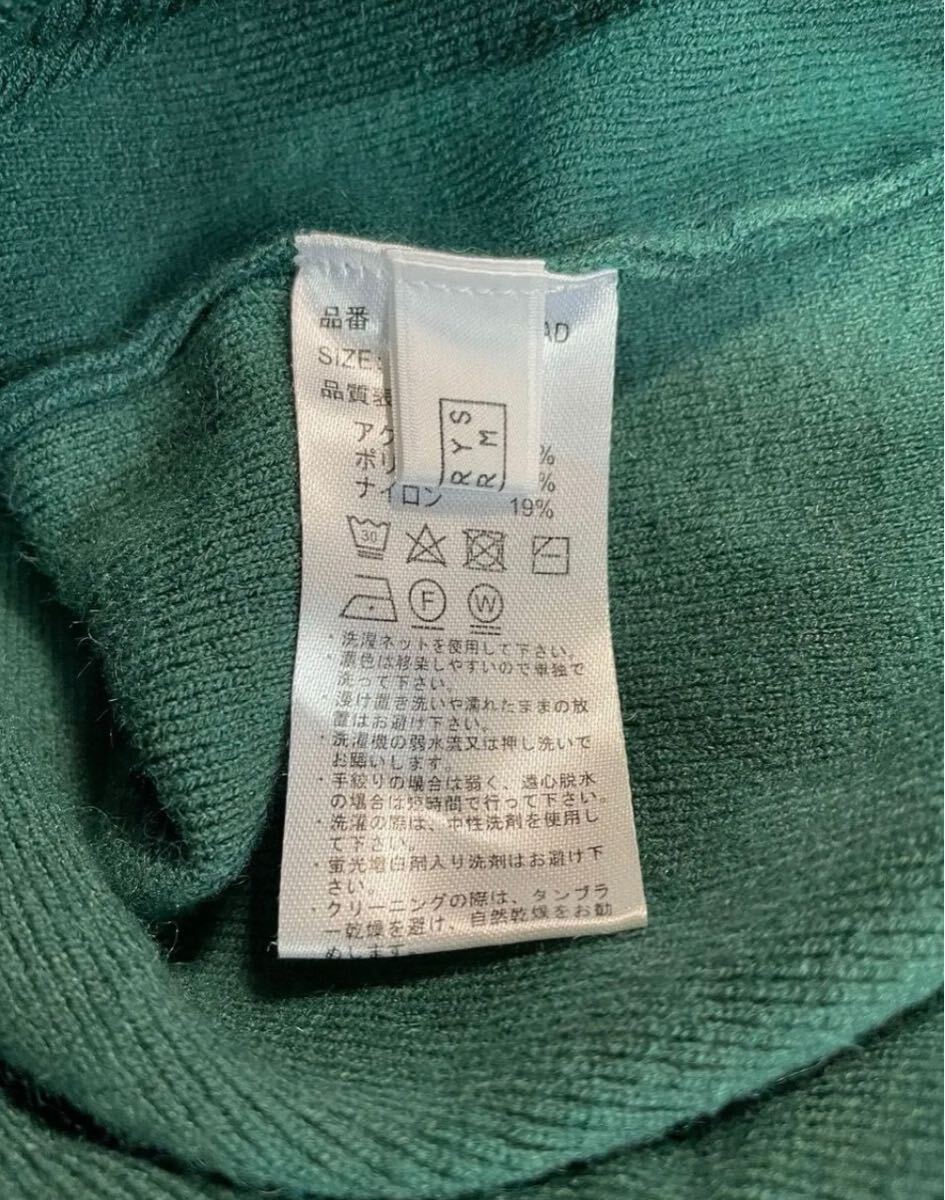 品番 AD
SIZE:
品質表
アク %
ポリ %
ナイロン 19%
RYS
RM
30
F W
・洗濯ネットを使用して下さい。
・濃色は移染しやすいので単独で
洗って下さい。
・浸け置き洗いや濡れたままの放
置はお避け下さい。
・洗濯機の弱水流又は押し洗いで
お願いします。
・手絞りの場合は弱く、遠心脱水
の場合は短時間で行って下さい。
・洗濯の際は、中性洗剤を使用し
て下さい。
・蛍光増白剤入り洗剤はお避け下
さい。
・クリーニングの際は、タンブラ
ー乾燥を避け、自然乾燥をお勧
めします。